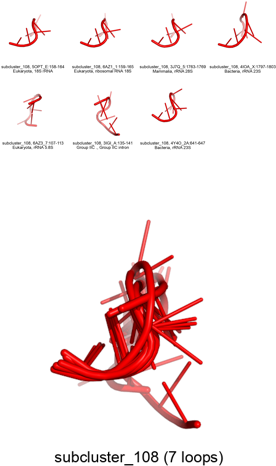 subcluster_108, 5OPT_E:158-164
Eukaryota, 18S rRNA
subcluster_108, 6AZ1_1:159-165
Eukaryota, ribosomal RNA 18S
subcluster_108, 3J7Q_5:1763-1769
Mammalia, rRNA 28S
subcluster_108, 4IOA_X:1797-1803
Bacteria, rRNA 23S
subcluster_108, 6AZ3_7:107-113
Eukaryota, rRNA 5.8S
subcluster_108, 3IGI_A:135-141
Group IIC , Group IIC intron
subcluster_108, 4Y4O_2A:841-847
Bacteria, rRNA 23S
subcluster_108 (7 loops)